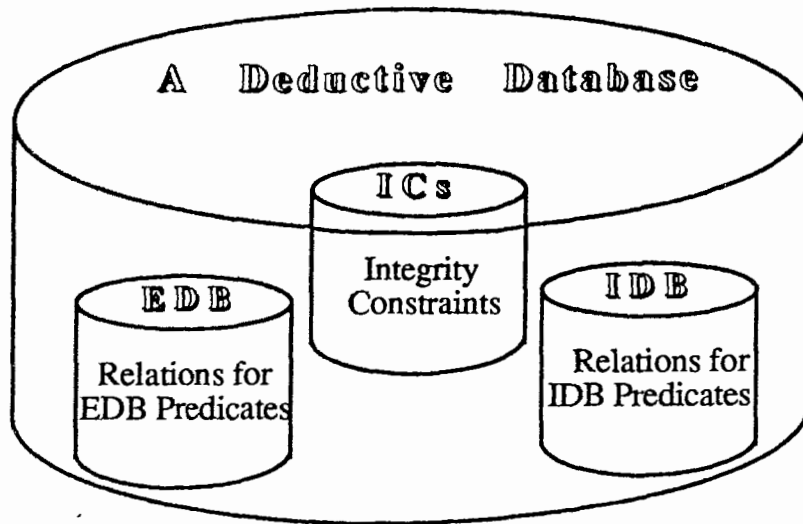 A Deductive Database
ICs
Integrity
Constraints
EDB
Relations for
EDB Predicates
IDB
Relations for
IDB Predicates